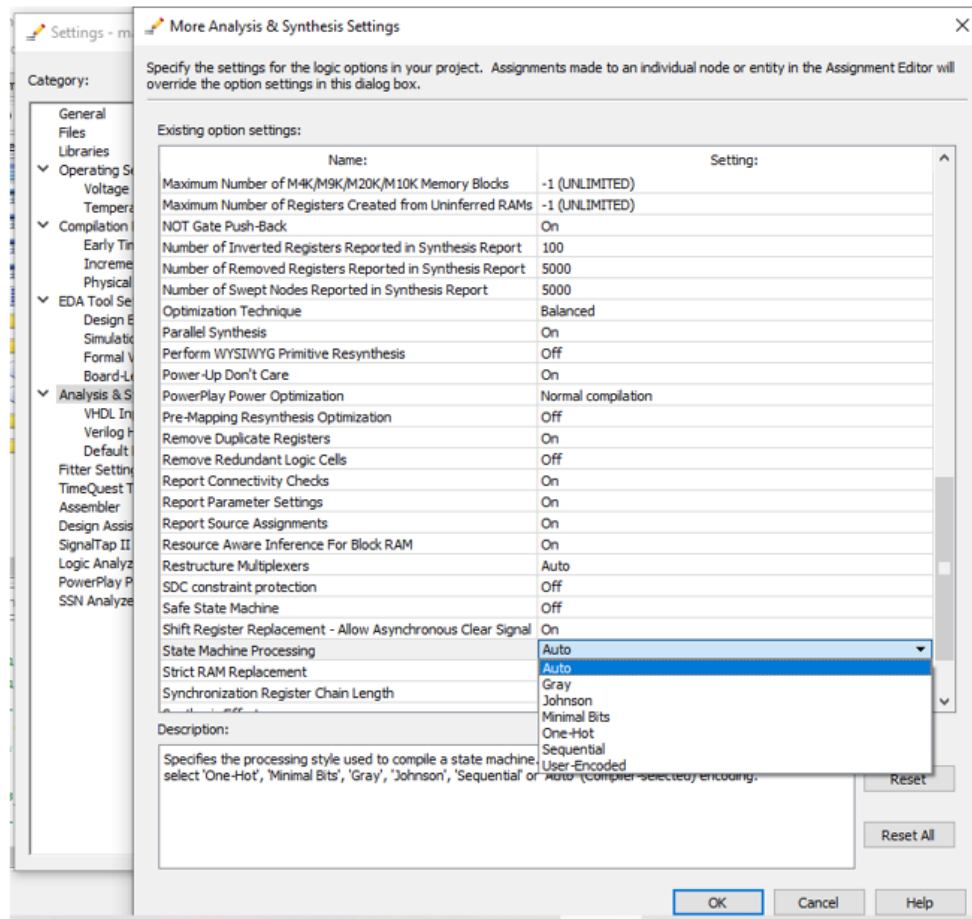 Settings - m
More Analysis & Synthesis Settings
Category:
General
Files
Libraries
Operating Se
Voltage
Tempera
Compilation
Early Tim
Increme
Physical
EDA Tool Se
Design E
Simulatio
Formal V
Board-Le
Analysis & S
VHDL Inp
Verilog H
Default
Fitter Setting
TimeQuest T
Assembler
Design Assis
SignalTap II
Logic Analyz
PowerPlay P
SSN Analyze
Specify the settings for the logic options in your project. Assignments made to an individual node or entity in the Assignment Editor will
override the option settings in this dialog box.
Existing option settings:
Name: Setting:
Maximum Number of M4K/M9K/M20K/M10K Memory Blocks -1 (UNLIMITED)
Maximum Number of Registers Created from Uninferred RAMs -1 (UNLIMITED)
NOT Gate Push-Back On
Number of Inverted Registers Reported in Synthesis Report 100
Number of Removed Registers Reported in Synthesis Report 5000
Number of Swept Nodes Reported in Synthesis Report 5000
Optimization Technique Balanced
Parallel Synthesis On
Perform WYSIWYG Primitive Resynthesis Off
Power-Up Don't Care On
PowerPlay Power Optimization Normal compilation
Pre-Mapping Resynthesis Optimization Off
Remove Duplicate Registers On
Remove Redundant Logic Cells Off
Report Connectivity Checks On
Report Parameter Settings On
Report Source Assignments On
Resource Aware Inference For Block RAM On
Restructure Multiplexers Auto
SDC constraint protection Off
Safe State Machine Off
Shift Register Replacement - Allow Asynchronous Clear Signal On
State Machine Processing Auto
Strict RAM Replacement
Synchronization Register Chain Length
Auto
Gray
Johnson
Minimal Bits
One-Hot
Sequential
User-Encoded
Description:
Specifies the processing style used to compile a state machine.
select 'One-Hot', 'Minimal Bits', 'Gray', 'Johnson', 'Sequential' or 'Auto' (Compiler-selected) encoding.
Reset
Reset All
OK
Cancel
Help